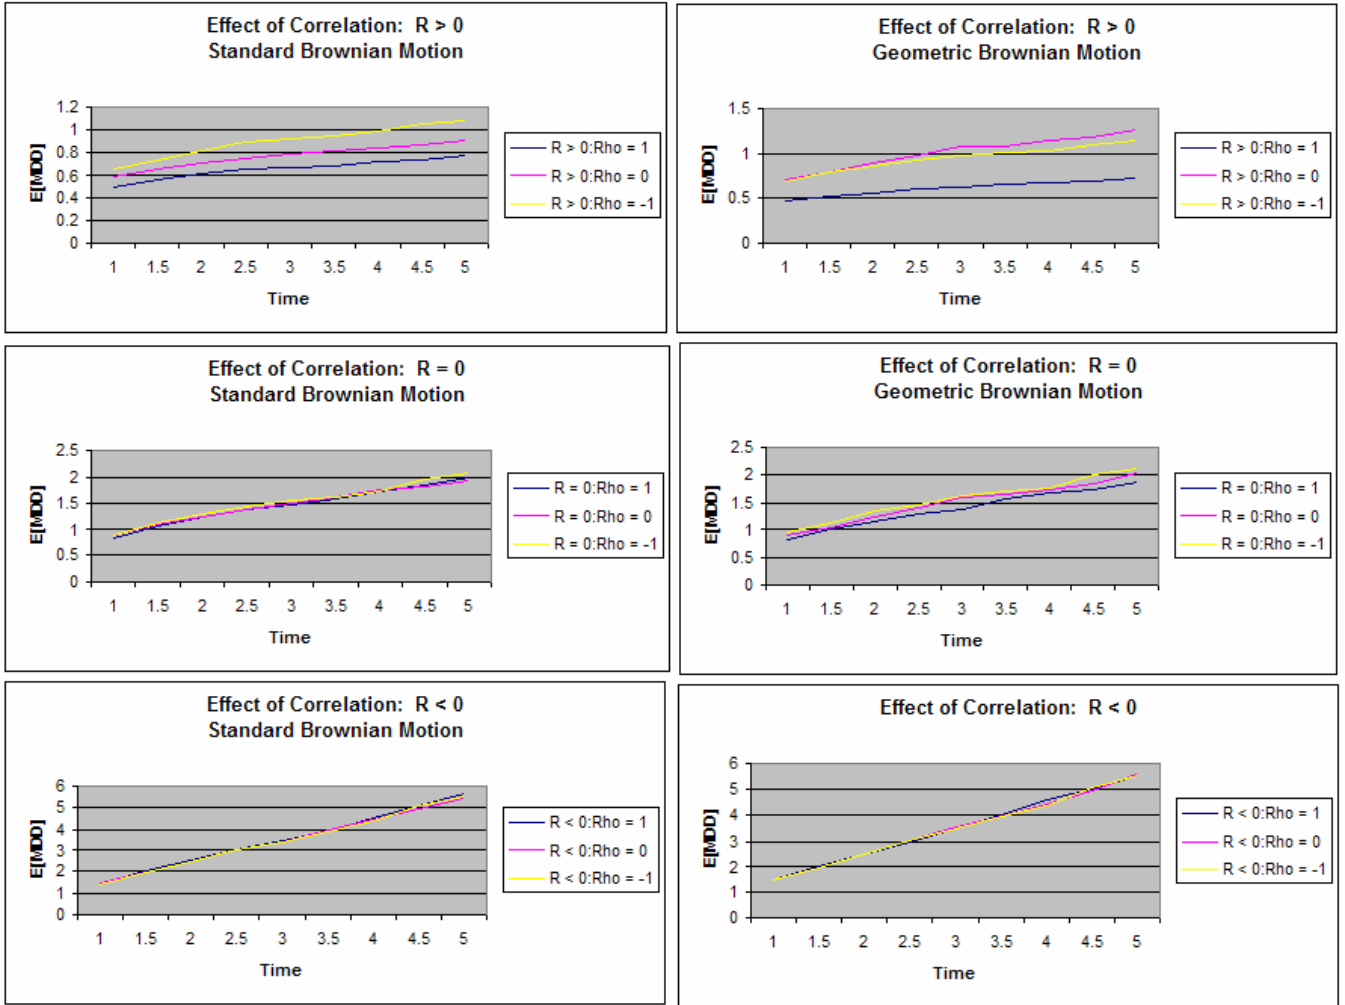 Effect of Correlation: R > 0
Standard Brownian Motion
1.2
1
0.8
0.6
0.4
0.2
0
E[MDD]
1 1.5 2 2.5 3 3.5 4 4.5 5
Time
R > 0:Rho = 1
R > 0:Rho = 0
R > 0:Rho = -1
Effect of Correlation: R > 0
Geometric Brownian Motion
1.5
1
0.5
0
E[MDD]
1 1.5 2 2.5 3 3.5 4 4.5 5
Time
R > 0:Rho = 1
R > 0:Rho = 0
R > 0:Rho = -1
Effect of Correlation: R = 0
Standard Brownian Motion
2.5
2
1.5
1
0.5
0
E[MDD]
1 1.5 2 2.5 3 3.5 4 4.5 5
Time
R = 0:Rho = 1
R = 0:Rho = 0
R = 0:Rho = -1
Effect of Correlation: R = 0
Geometric Brownian Motion
2.5
2
1.5
1
0.5
0
E[MDD]
1 1.5 2 2.5 3 3.5 4 4.5 5
Time
R = 0:Rho = 1
R = 0:Rho = 0
R = 0:Rho = -1
Effect of Correlation: R < 0
Standard Brownian Motion
6
5
4
3
2
1
0
E[MDD]
1 1.5 2 2.5 3 3.5 4 4.5 5
Time
R < 0:Rho = 1
R < 0:Rho = 0
R < 0:Rho = -1
Effect of Correlation: R < 0
6
5
4
3
2
1
0
E[MDD]
1 1.5 2 2.5 3 3.5 4 4.5 5
Time
R < 0:Rho = 1
R < 0:Rho = 0
R < 0:Rho = -1